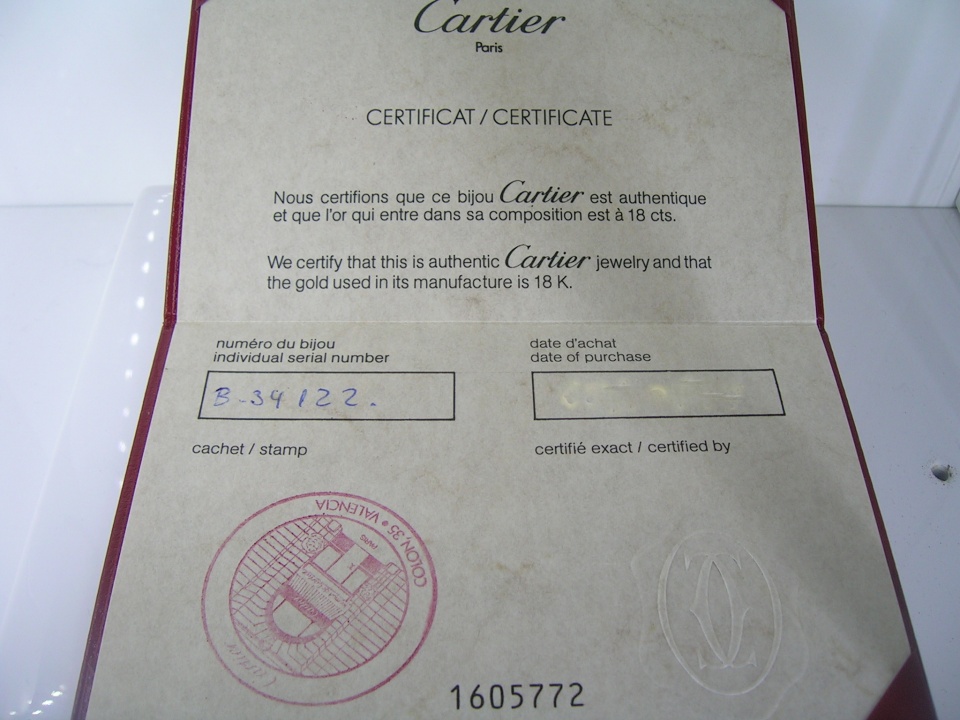 Cartier
Paris
CERTIFICAT / CERTIFICATE
Nous certifions que ce bijou Cartier est authentique
et que l'or qui entre dans sa composition est à 18 cts.
We certify that this is authentic Cartier jewelry and that
the gold used in its manufacture is 18 K.
numéro du bijou
individual serial number
date d'achat
date of purchase
B-34122.
cachet / stamp
certifié exact / certified by
COLON, 35 • VALENCIA
PARIS
Cartier
1605772